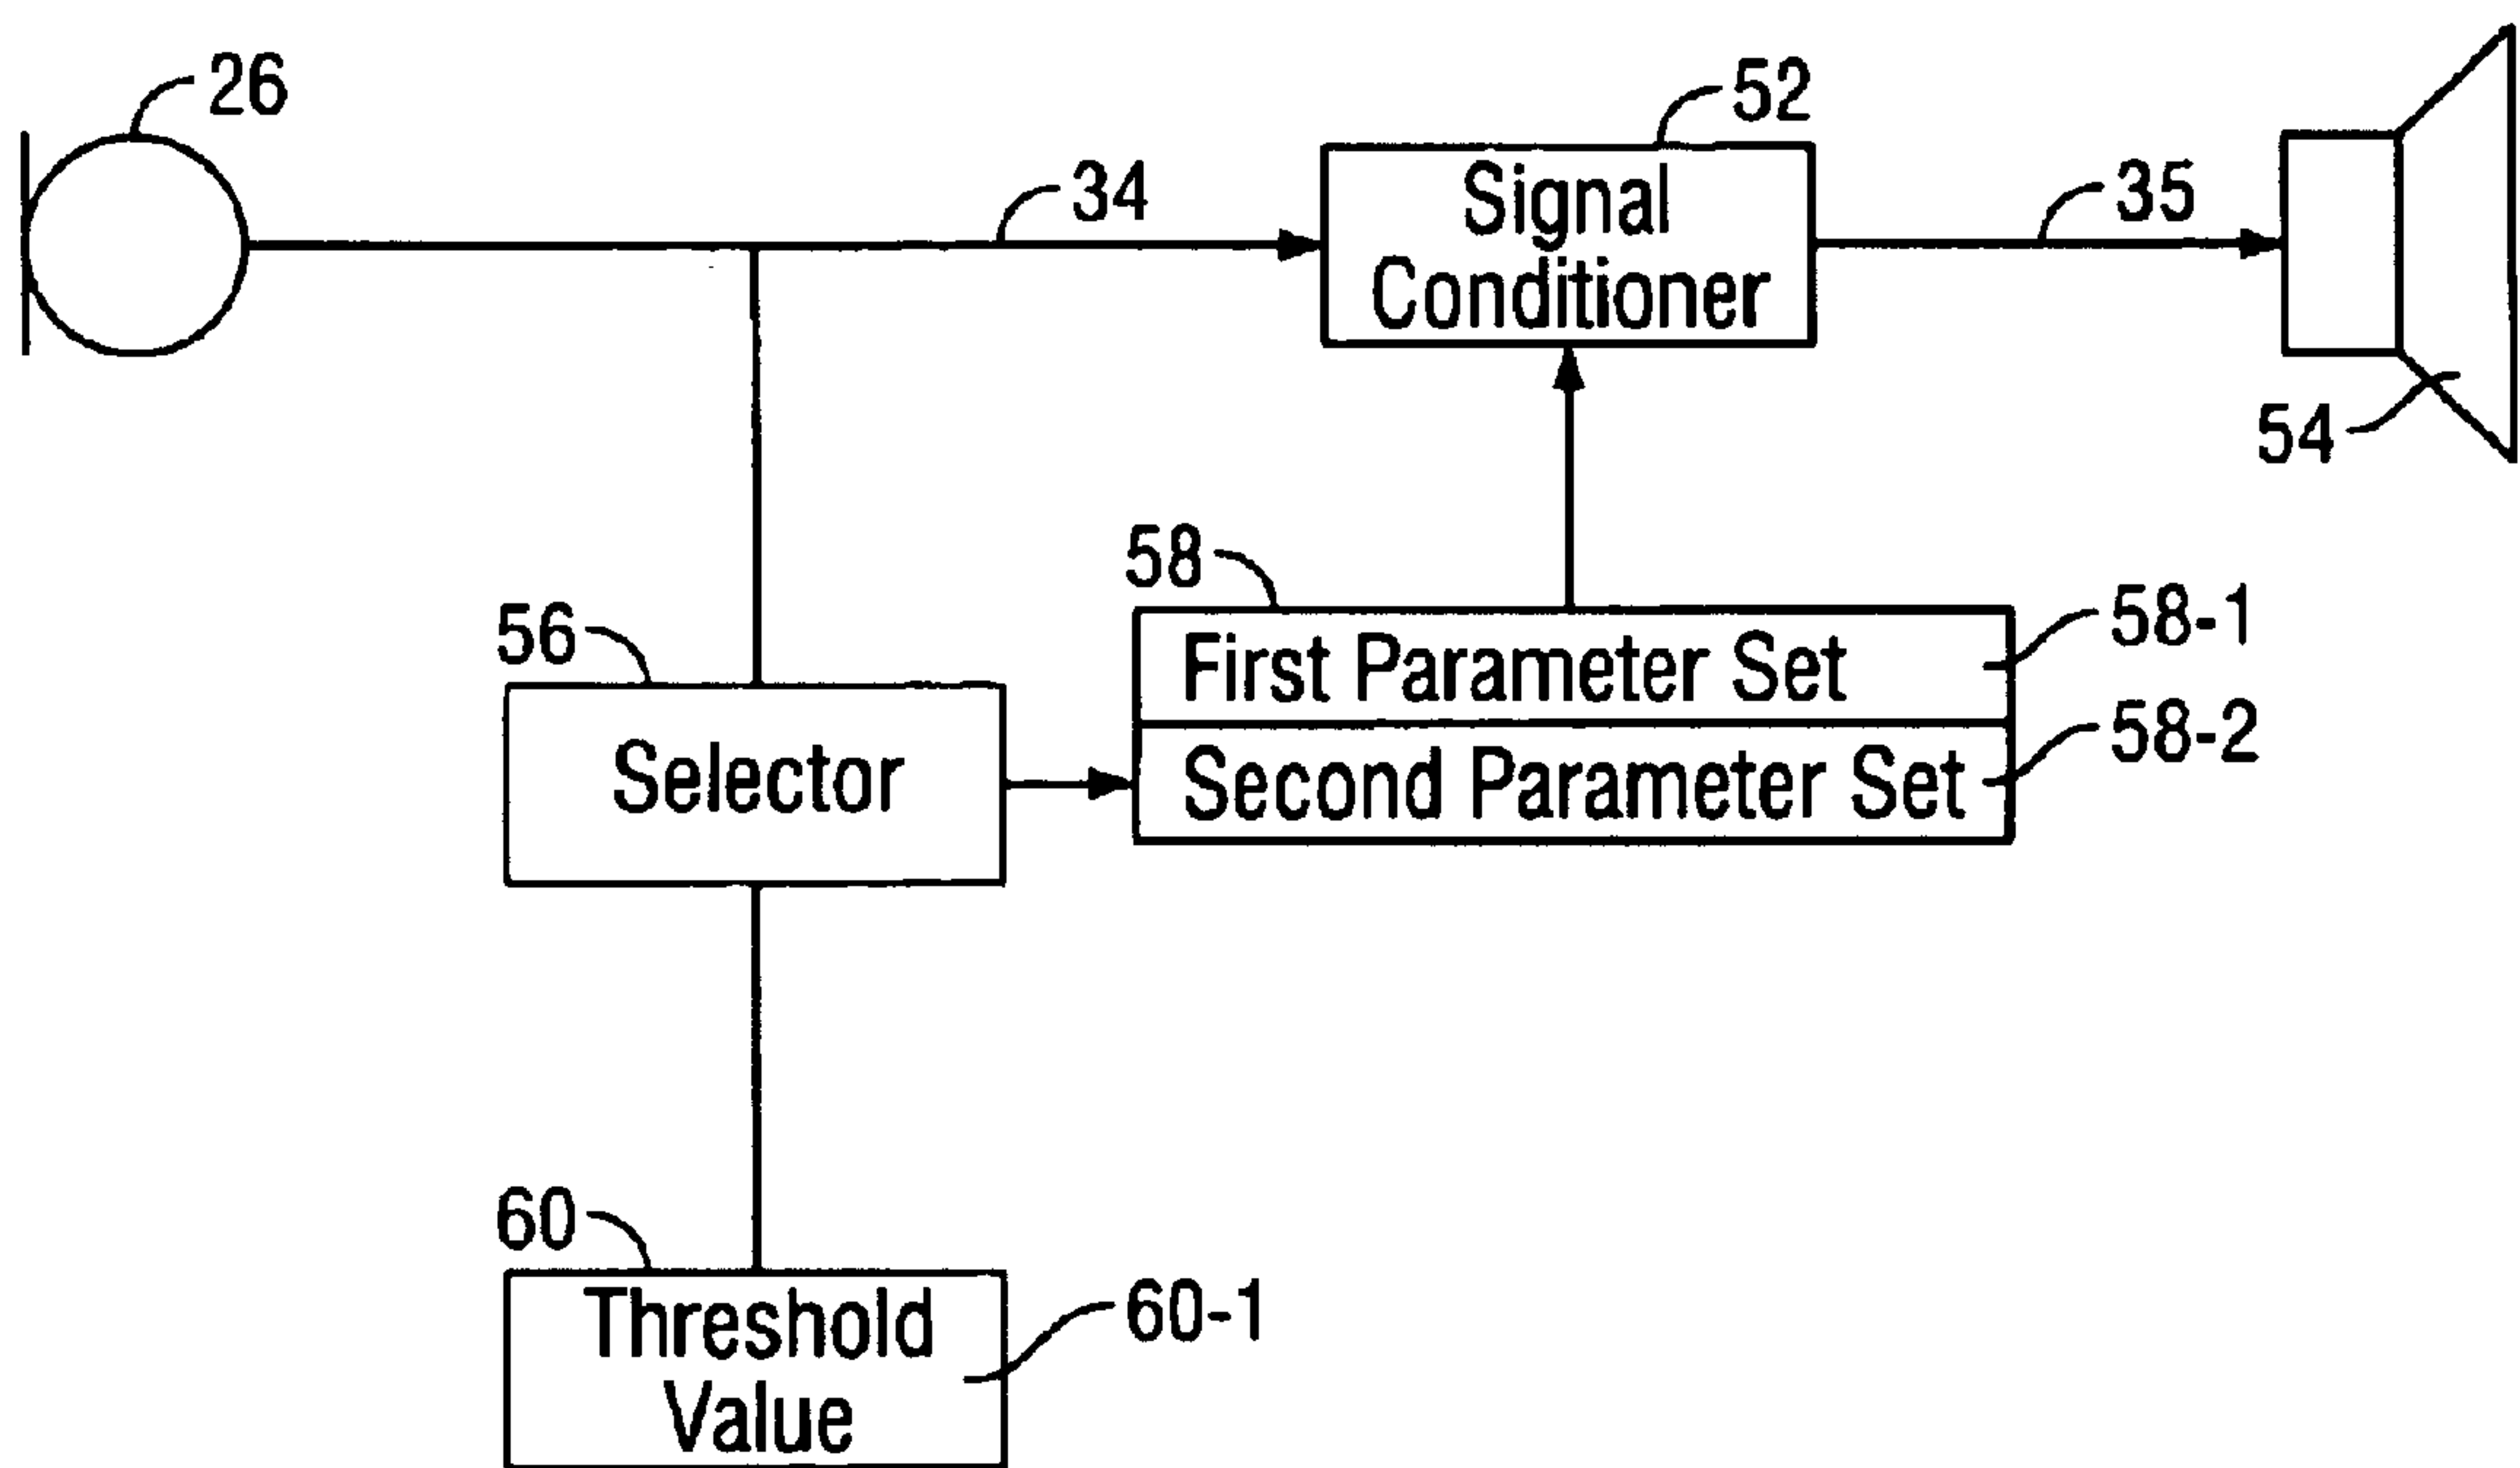 26
52
34
35
Signal
Conditioner
54
58
56
58-1
First Parameter Set
58-2
Selector
Second Parameter Set
60
60-1
Threshold
Value